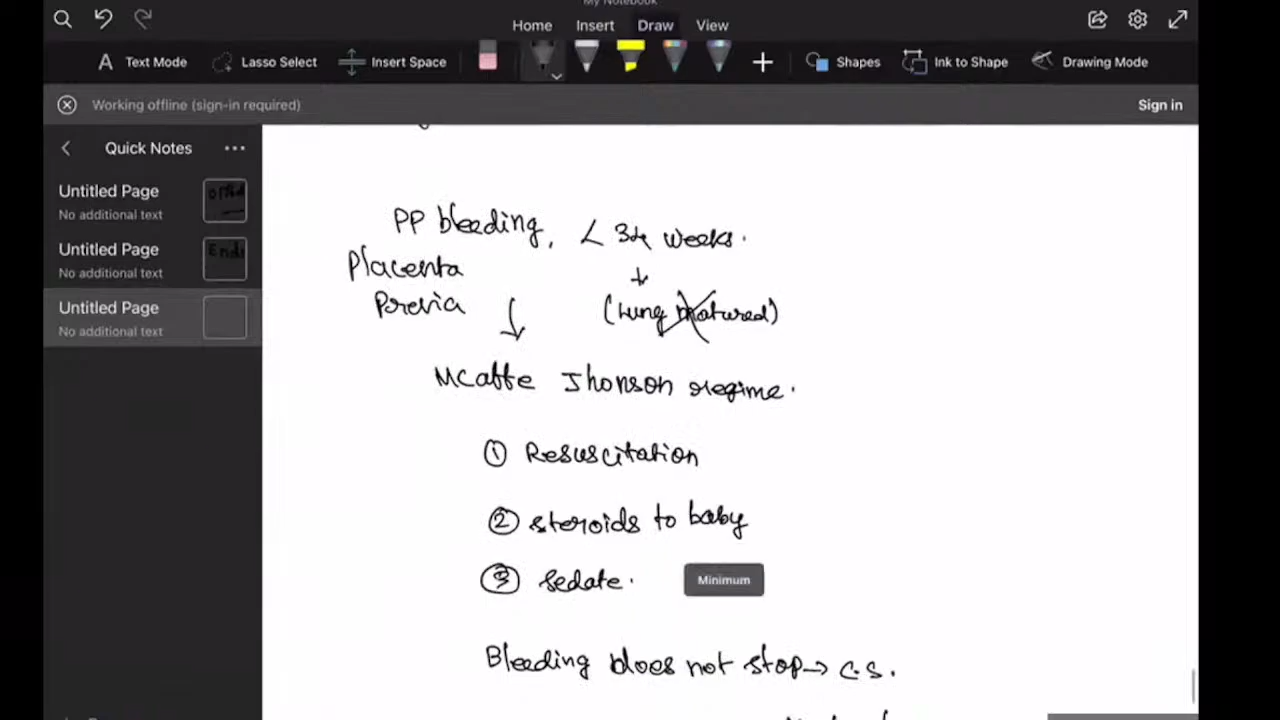 My Notebook
Home Insert Draw View
Text Mode Lasso Select Insert Space Shapes Ink to Shape Drawing Mode
Working offline (sign-in required) Sign in
Quick Notes
Untitled Page
No additional text
Untitled Page
No additional text
Untitled Page
No additional text
PP bleeding, < 34 weeks.
Placenta
Previa
(Lung matured)
McAffe Jhonson regime.
① Resuscitation
② steroids to baby
③ sedate.
Minimum
Bleeding does not stop → C.S.